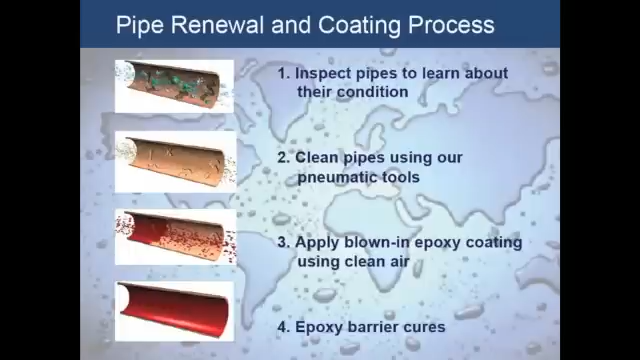 Pipe Renewal and Coating Process
1. Inspect pipes to learn about
their condition
2. Clean pipes using our
pneumatic tools
3. Apply blown-in epoxy coating
using clean air
4. Epoxy barrier cures